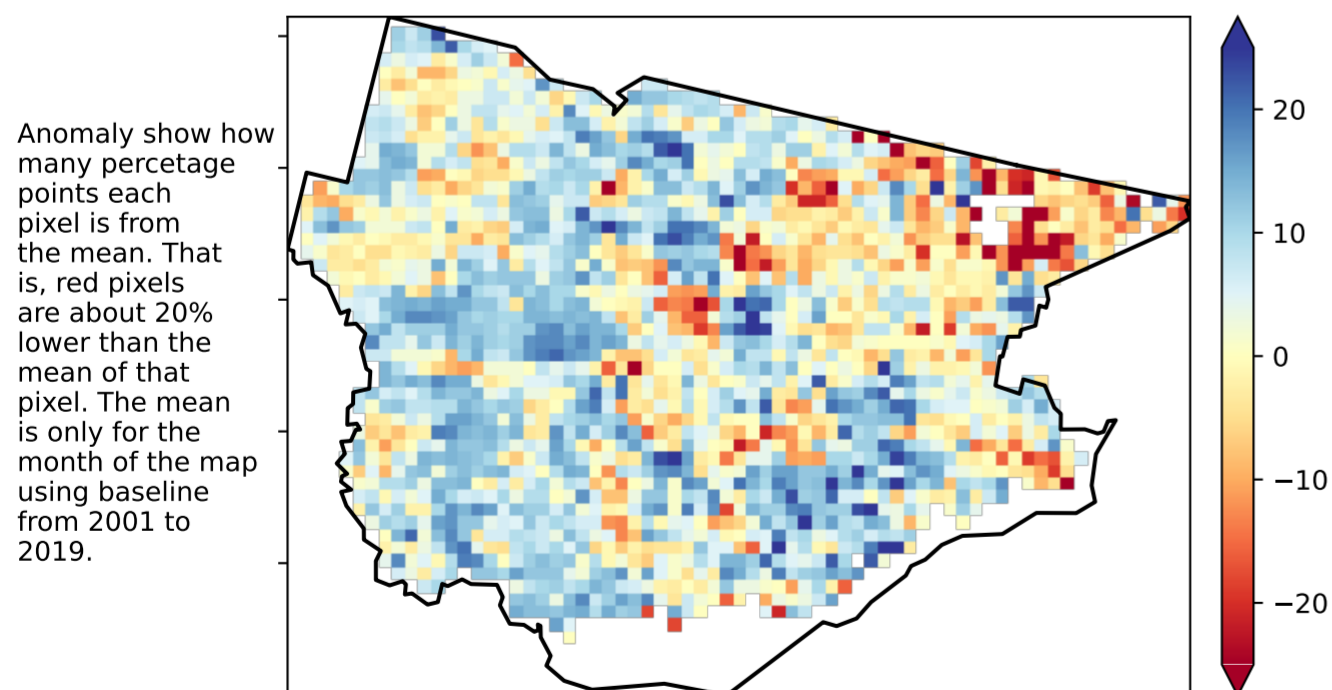 Anomaly show how
many percetage
points each
pixel is from
the mean. That
is, red pixels
are about 20%
lower than the
mean of that
pixel. The mean
is only for the
month of the map
using baseline
from 2001 to
2019.
20
10
0
−10
−20